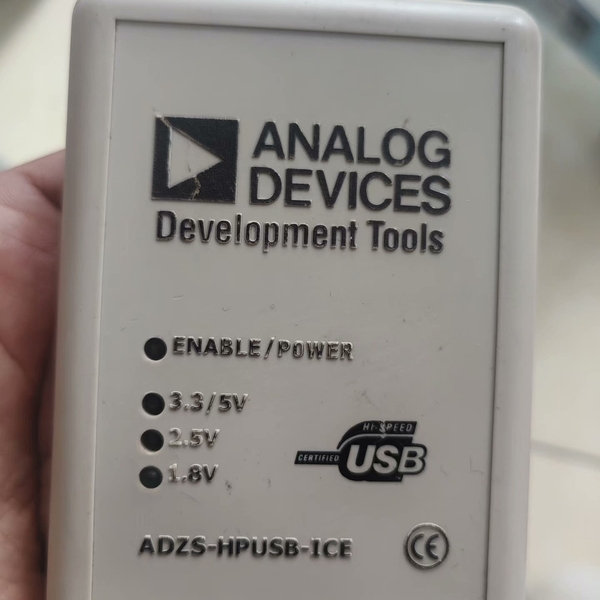 ANALOG
DEVICES
Development Tools
ENABLE/POWER
3.3/5V
2.5V
1.8V
HI-SPEED
CERTIFIED USB
ADZS-HPUSB-ICE
CE